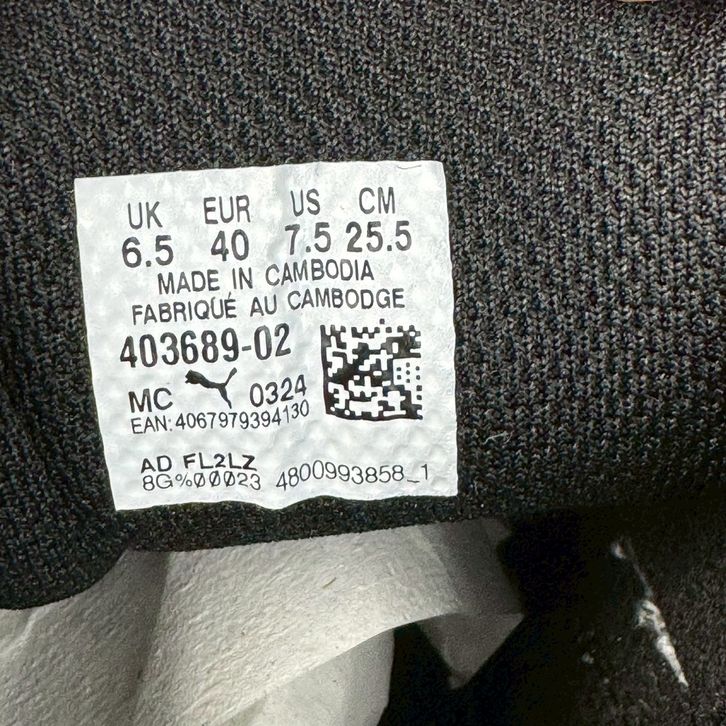 UK EUR US CM
6.5 40 7.5 25.5
MADE IN CAMBODIA
FABRIQUÉ AU CAMBODGE
403689-02
MC 0324
EAN:4067979394130
AD FL2LZ
8G%00023 4800993858_1